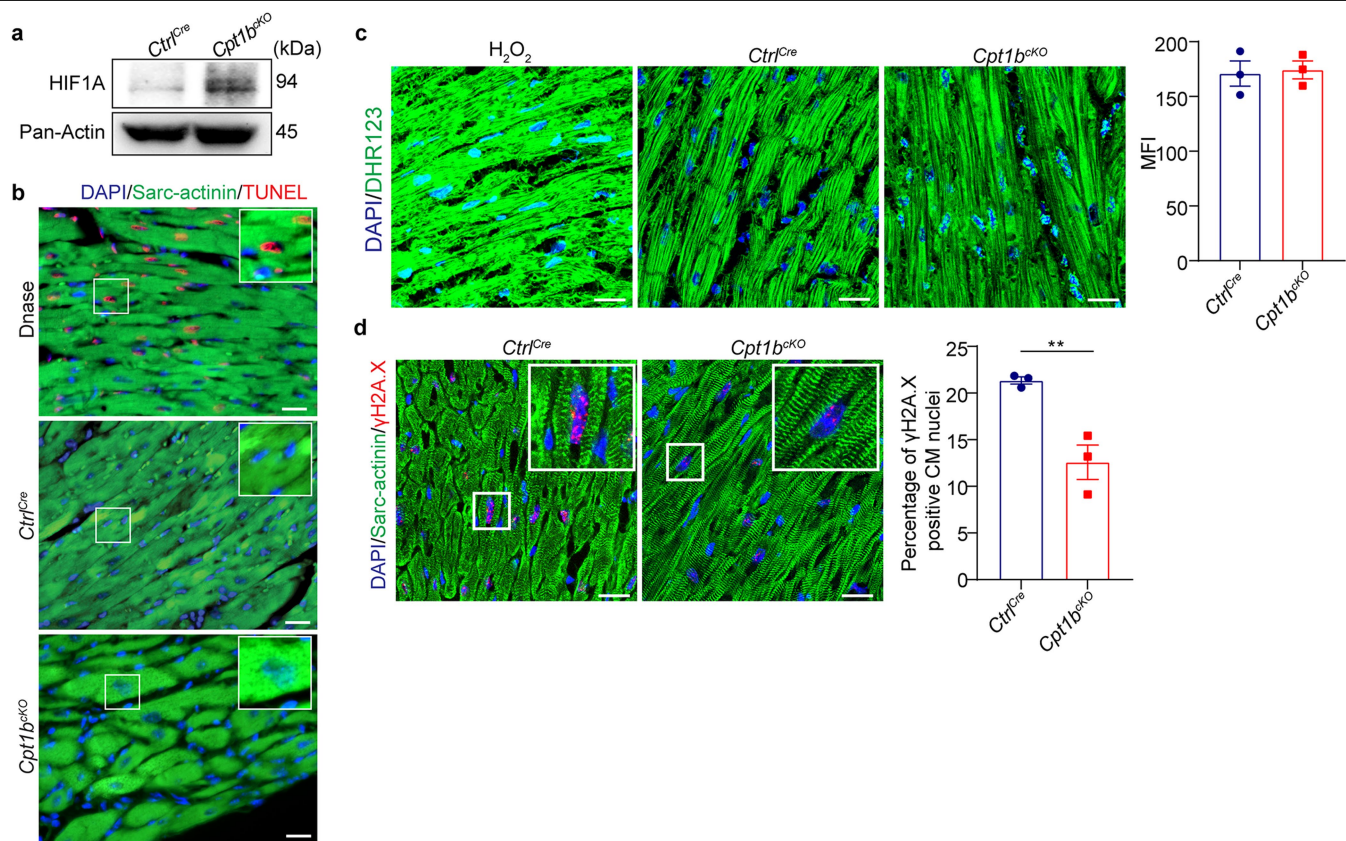 a
Ctrl^Cre Cpt1b^cKO (kDa)
HIF1A 94
Pan-Actin 45
b
DAPI/Sarc-actinin/TUNEL
Dnase
Ctrl^Cre
Cpt1b^cKO
c
H₂O₂ Ctrl^Cre Cpt1b^cKO
DAPI/DHR123
MFI
200
150
100
50
0
Ctrl^Cre Cpt1b^cKO
d
Ctrl^Cre Cpt1b^cKO
DAPI/Sarc-actinin/γH2A.X
Percentage of γH2A.X
positive CM nuclei
25
20
15
10
5
0
**
Ctrl^Cre Cpt1b^cKO